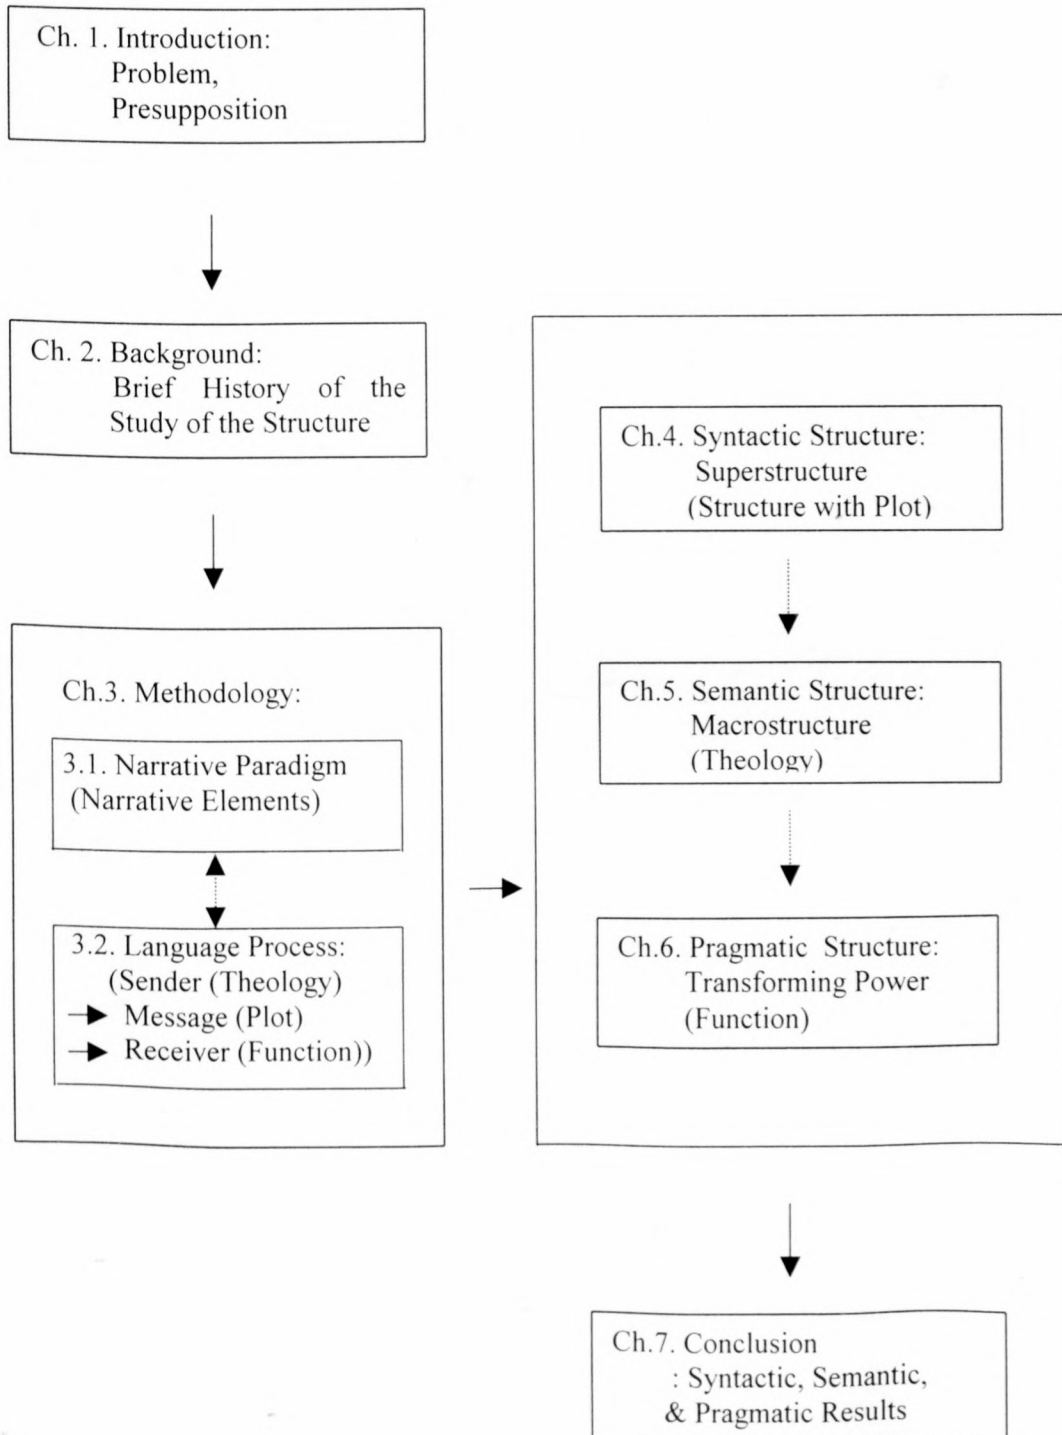 Ch. 1. Introduction:
Problem,
Presupposition
Ch. 2. Background:
Brief History of the
Study of the Structure
Ch.3. Methodology:
3.1. Narrative Paradigm
(Narrative Elements)
3.2. Language Process:
(Sender (Theology)
Message (Plot)
Receiver (Function))
Ch.4. Syntactic Structure:
Superstructure
(Structure with Plot)
Ch.5. Semantic Structure:
Macrostructure
(Theology)
Ch.6. Pragmatic Structure:
Transforming Power
(Function)
Ch.7. Conclusion
: Syntactic, Semantic,
& Pragmatic Results